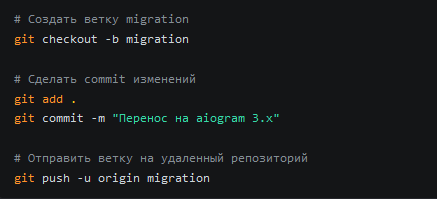 # Создать ветку migration
git checkout -b migration
# Сделать commit изменений
git add .
git commit -m "Перенос на aiogram 3.x"
# Отправить ветку на удаленный репозиторий
git push -u origin migration